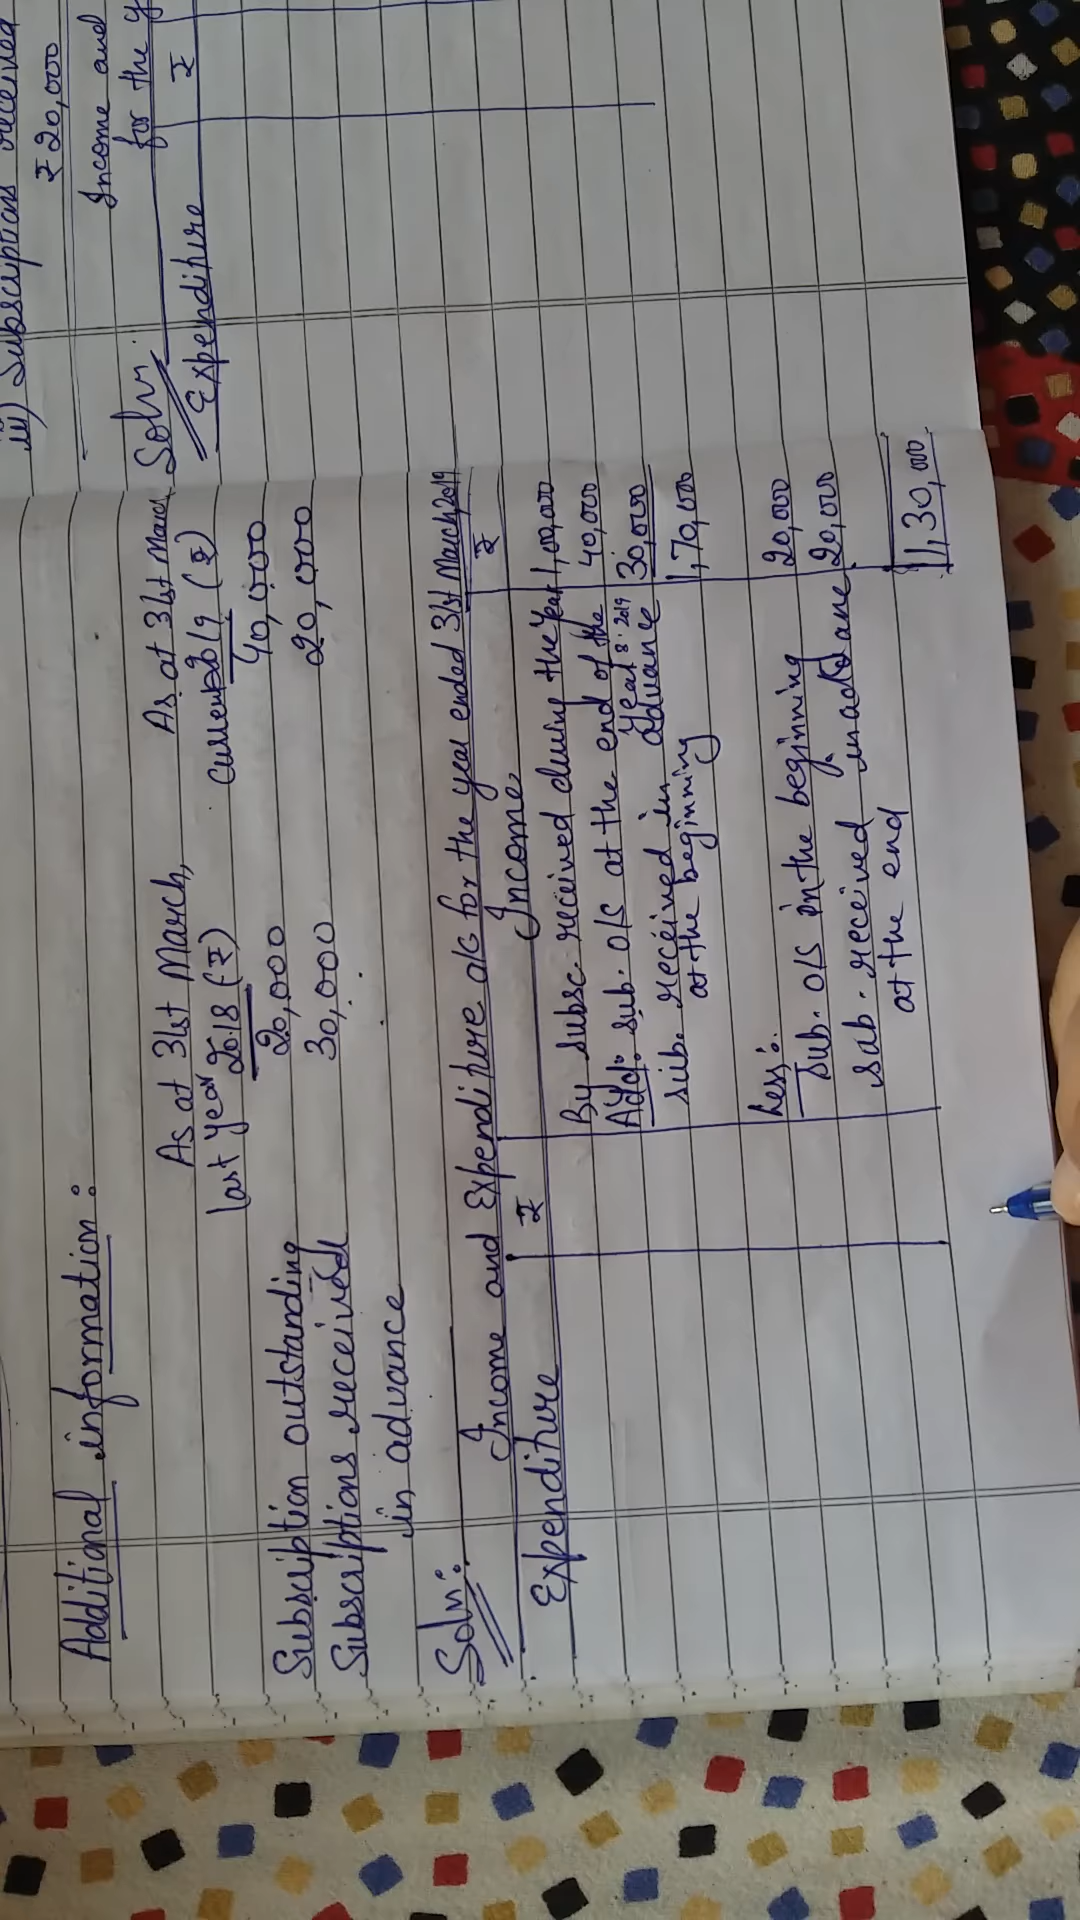 Additional information :
As at 31st March, As at 31st March
last year 2018 (₹) current 2019 (₹)
Subscription outstanding 20,000 40,000
Subscriptions received 30,000 20,000
in advance
Soln:
Income and Expenditure a/c for the year ended 31st March, 2019
Expenditure ₹ Income ₹
By subsc. received during the year 1,00,000
Add: sub. o/s at the end of the 40,000
year 3. 2019
sub. received in advance 30,000
at the beginning 1,70,000
Less:
sub. o/s in the beginning 20,000
sub. received in advance 20,000
at the end
1,30,000
iii) Subscriptions received
₹ 20,000
Income and
Soln: for the y
Expenditure ₹